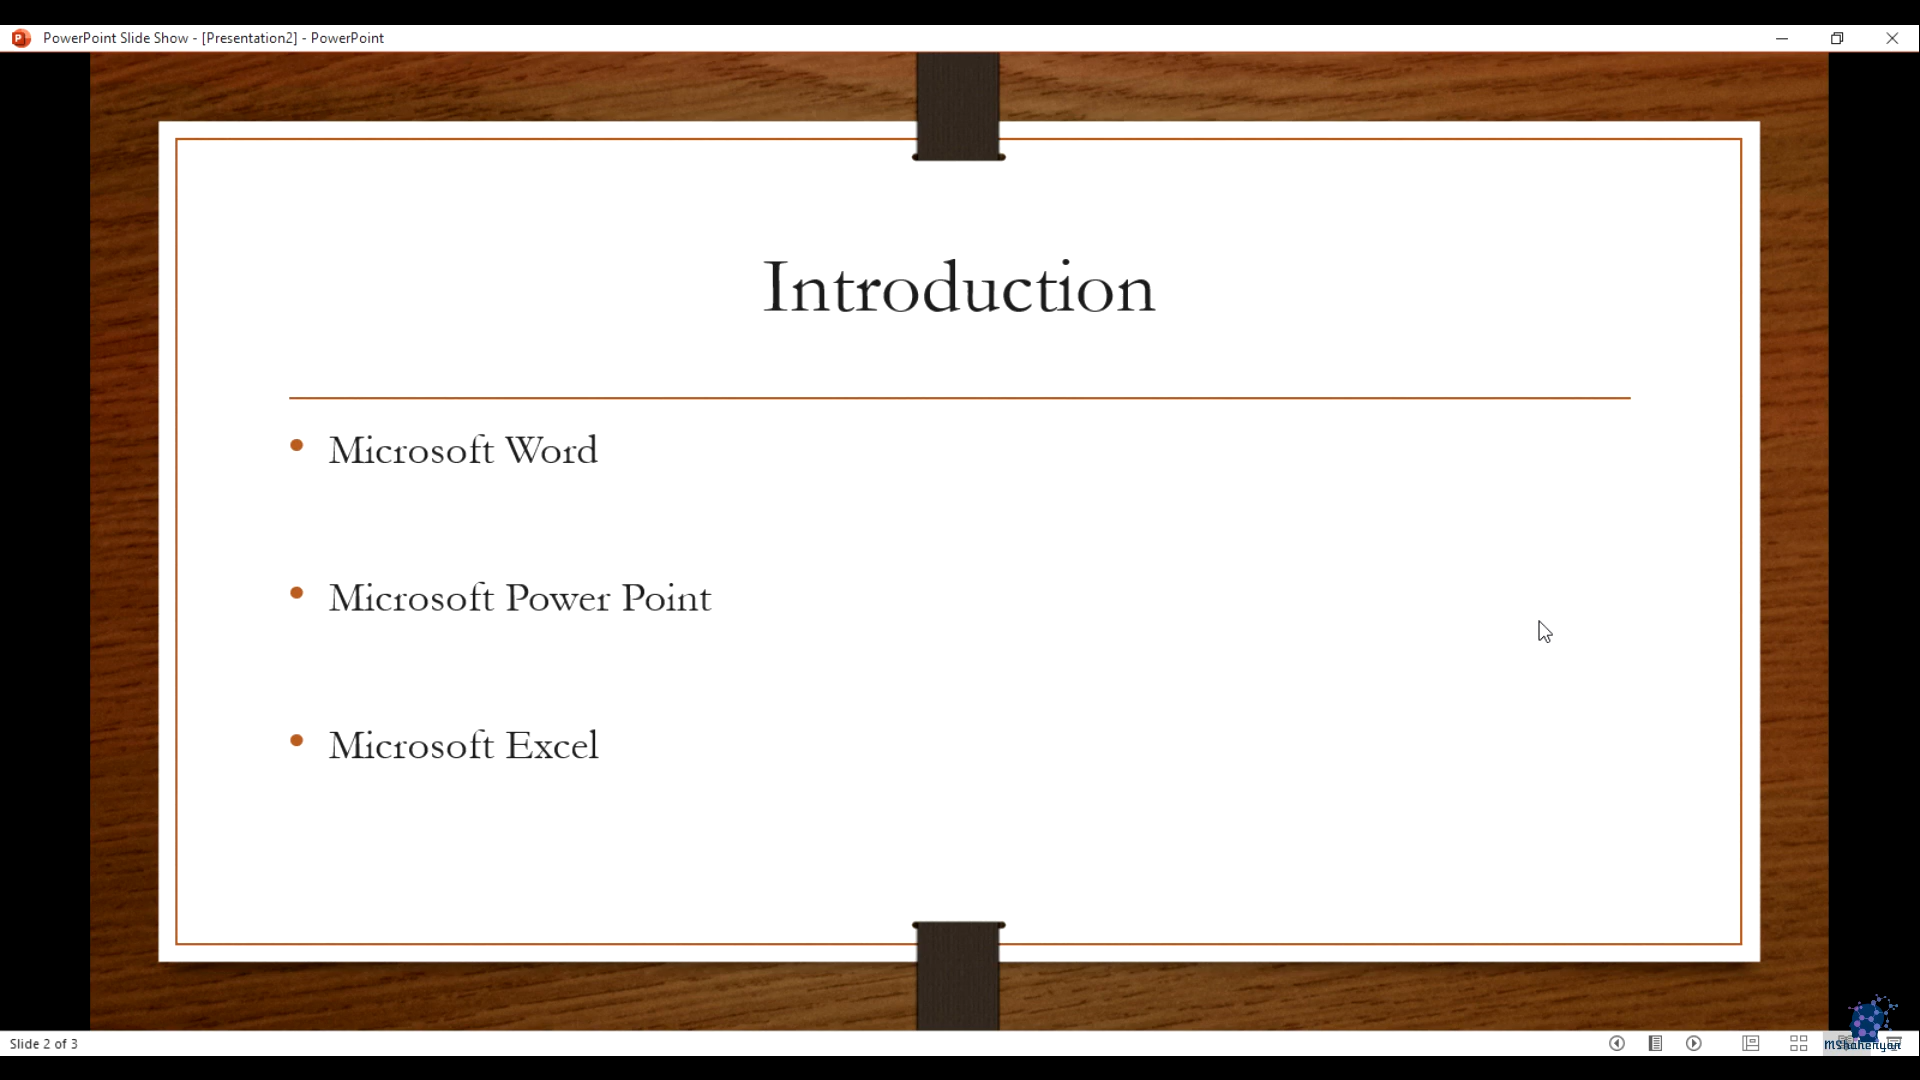 PowerPoint Slide Show - [Presentation2] - PowerPoint
Introduction
• Microsoft Word
• Microsoft Power Point
• Microsoft Excel
Slide 2 of 3